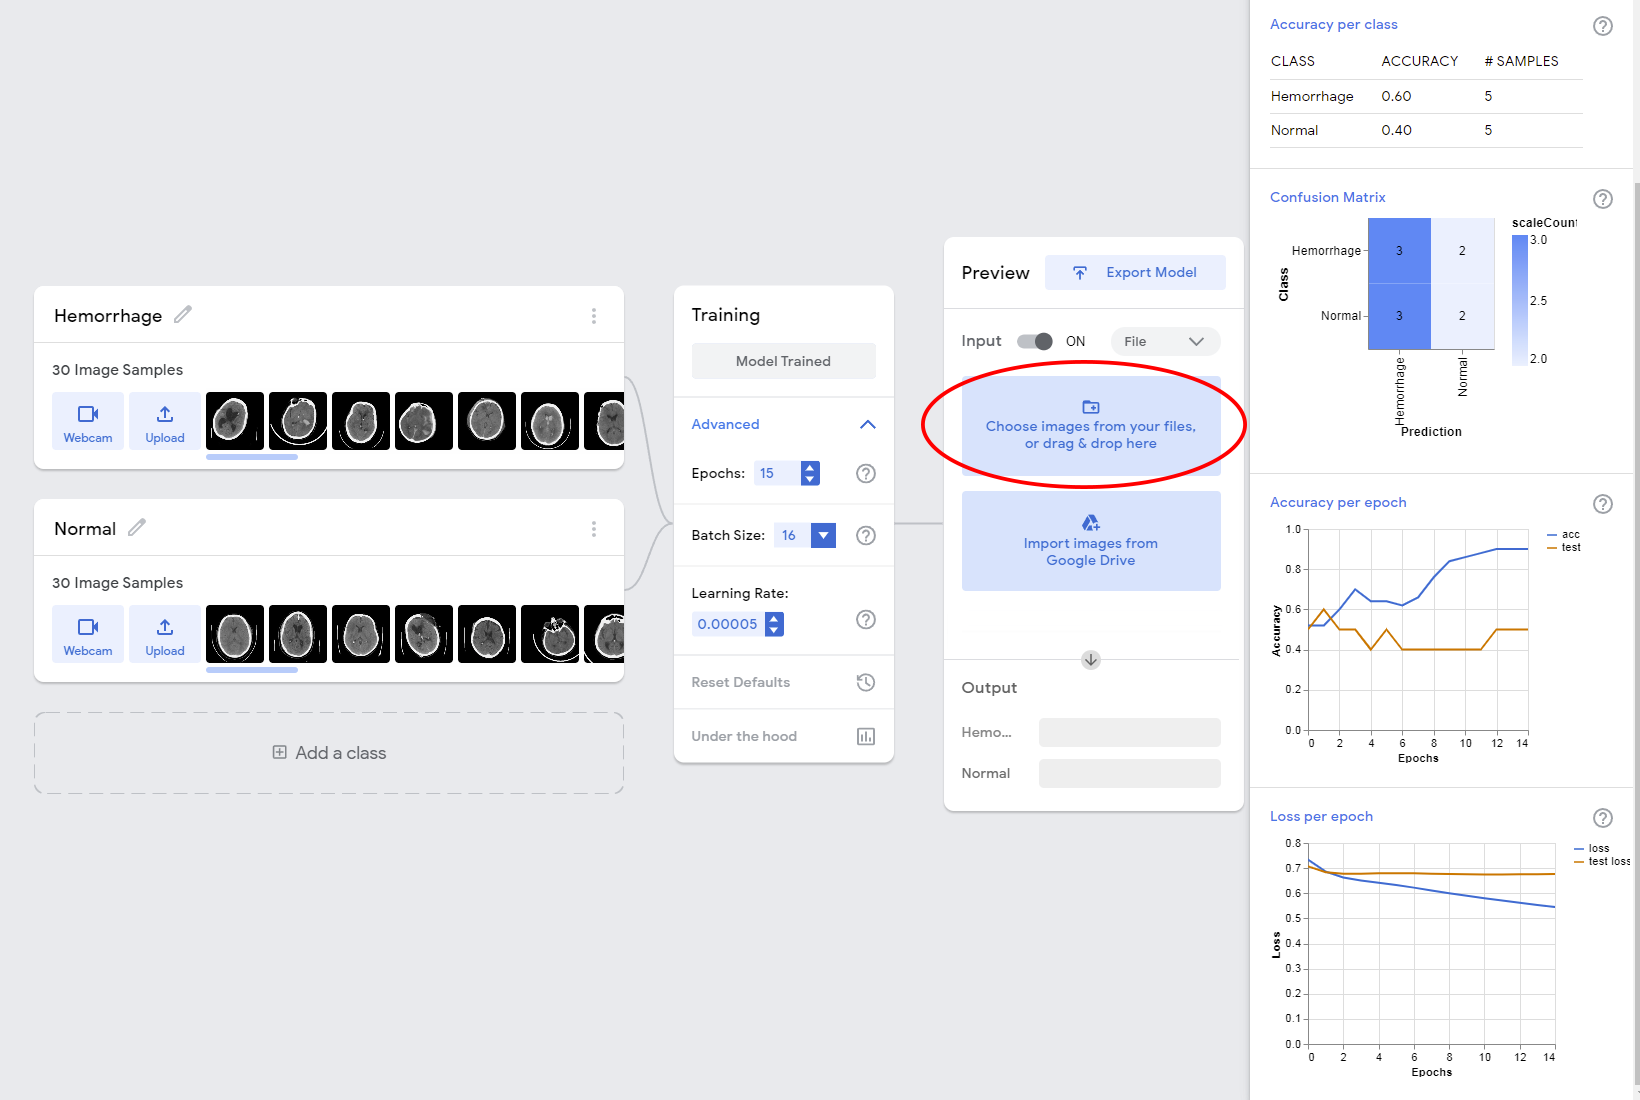 Hemorrhage
30 Image Samples
Webcam
Upload
Normal
30 Image Samples
Webcam
Upload
Add a class
Training
Model Trained
Advanced
Epochs: 15
Batch Size: 16
Learning Rate:
0.00005
Reset Defaults
Under the hood
Preview
Export Model
Input ON File
Choose images from your files,
or drag & drop here
Import images from
Google Drive
Output
Hemo...
Normal
Accuracy per class
CLASS ACCURACY # SAMPLES
Hemorrhage 0.60 5
Normal 0.40 5
Confusion Matrix
scaleCount
3.0
2.5
2.0
Class
Hemorrhage 3 2
Normal 3 2
Hemorrhage Normal
Prediction
Accuracy per epoch
acc
test
Accuracy
1.0
0.8
0.6
0.4
0.2
0.0
0 2 4 6 8 10 12 14
Epochs
Loss per epoch
loss
test loss
Loss
0.8
0.7
0.6
0.5
0.4
0.3
0.2
0.1
0.0
0 2 4 6 8 10 12 14
Epochs